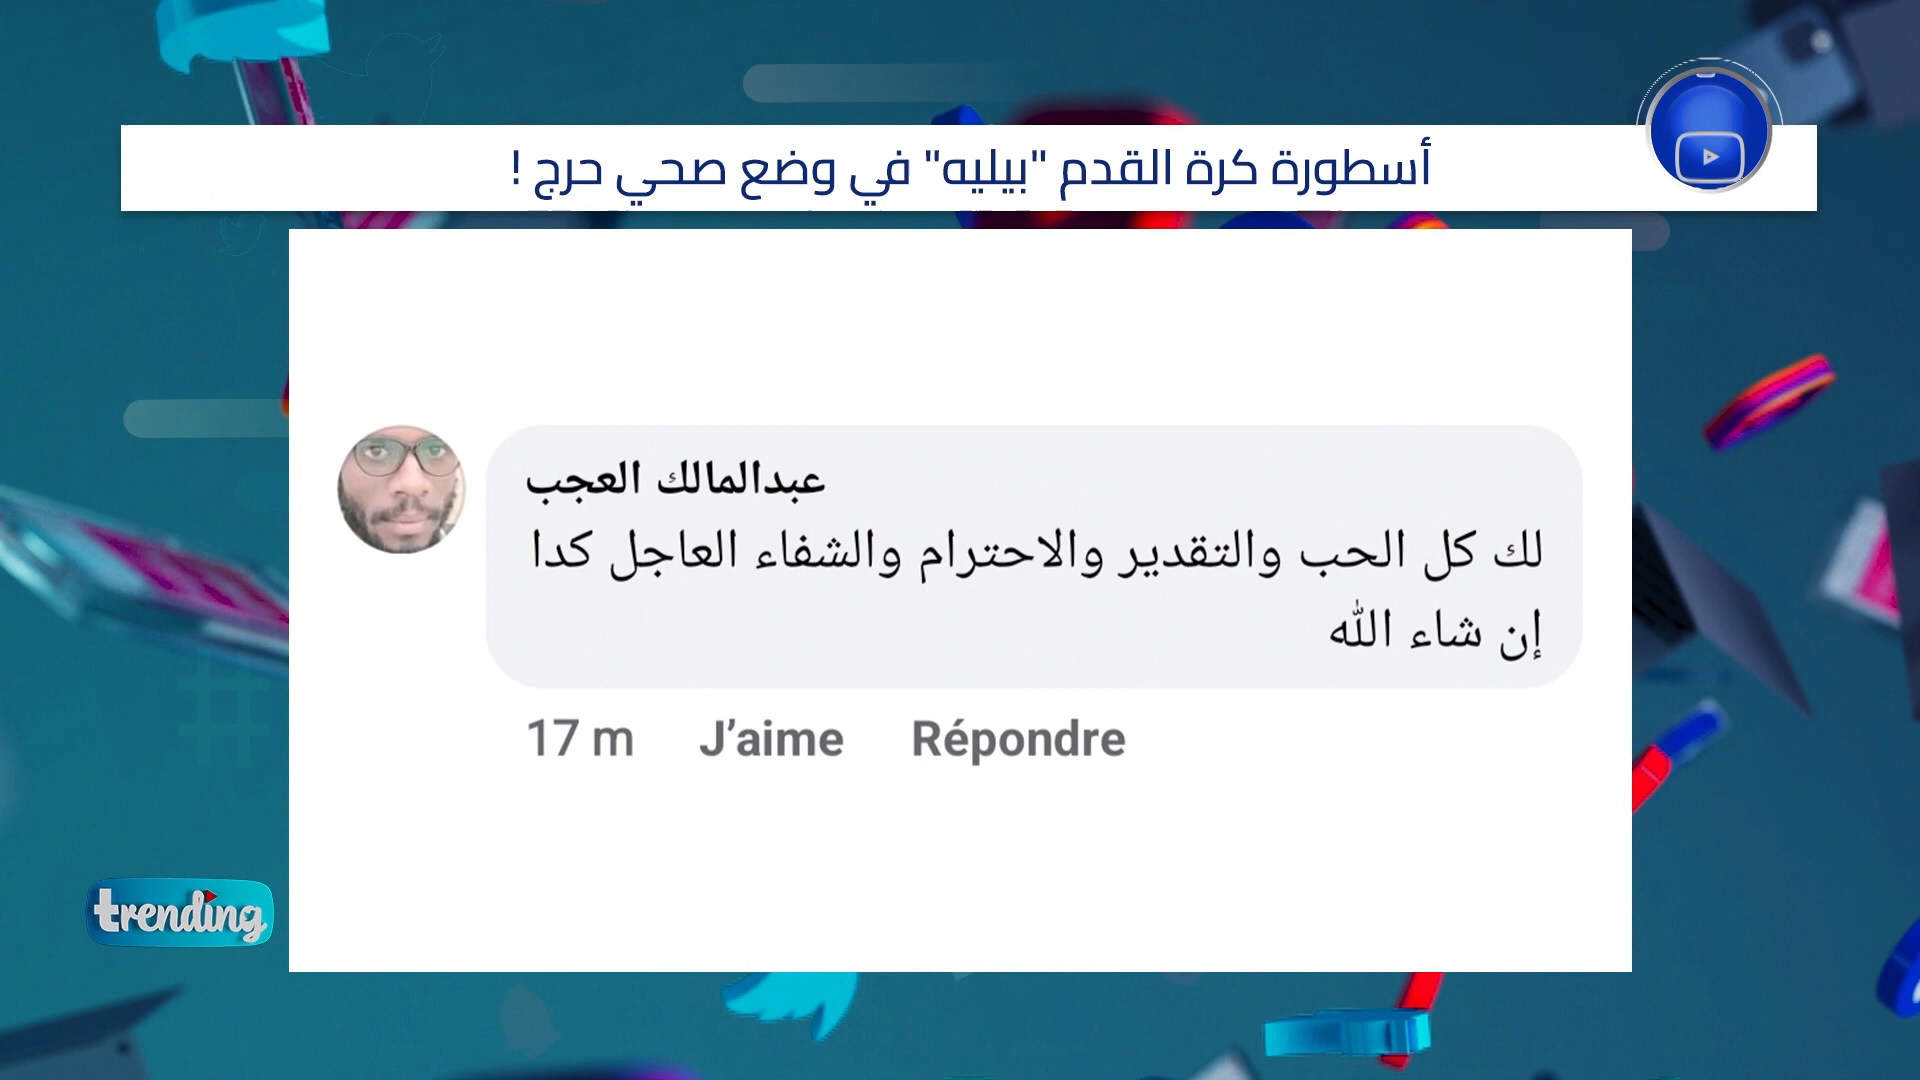 أسطورة كرة القدم "بيليه" في وضع صحي حرج !
عبدالمالك العجب
لك كل الحب والتقدير والاحترام والشفاء العاجل كدا
إن شاء الله
17 m J’aime Répondre
trending